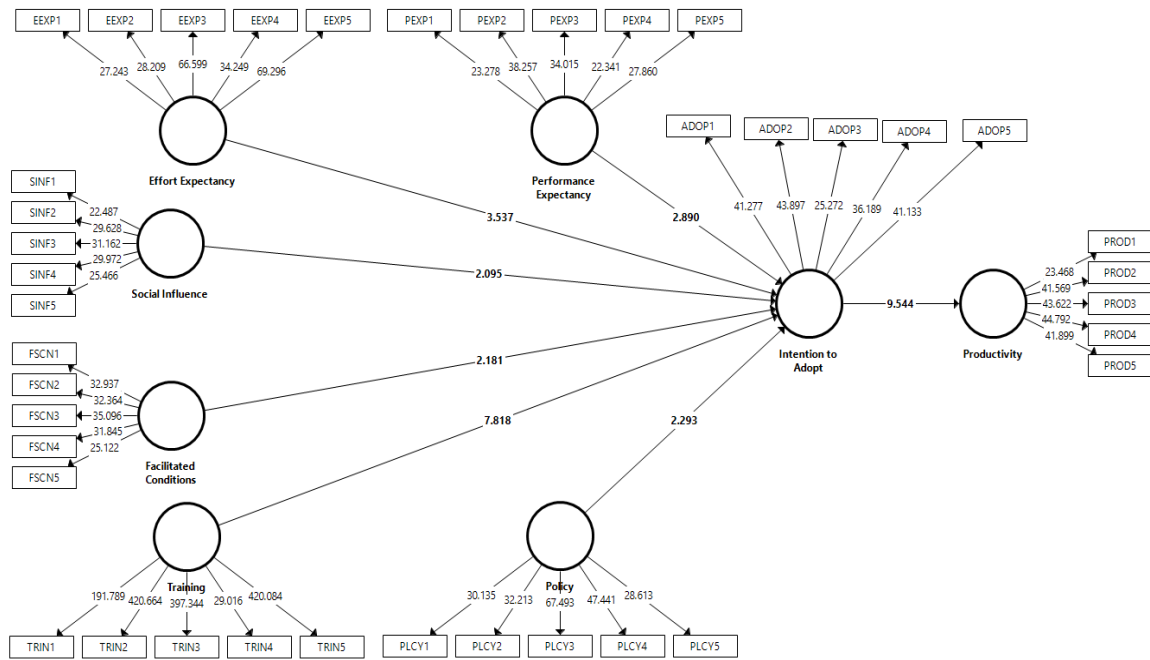 EEXP1 EEXP2 EEXP3 EEXP4 EEXP5
27.243 28.209 66.599 34.249 69.296
Effort Expectancy
PEXP1 PEXP2 PEXP3 PEXP4 PEXP5
23.278 38.257 34.015 22.341 27.860
Performance
Expectancy
ADOP1 ADOP2 ADOP3 ADOP4 ADOP5
41.277 43.897 25.272 36.189 41.133
SINF1
SINF2
SINF3
SINF4
SINF5
22.487
29.628
31.162
29.972
25.466
Social Influence
3.537
2.890
2.095
2.181
7.818
2.293
Intention to
Adopt
9.544
Productivity
23.468
41.569
43.622
44.792
41.899
PROD1
PROD2
PROD3
PROD4
PROD5
FSCN1
FSCN2
FSCN3
FSCN4
FSCN5
32.937
32.364
35.096
31.845
25.122
Facilitated
Conditions
Training
191.789 420.664 397.344 29.016 420.084
TRIN1 TRIN2 TRIN3 TRIN4 TRIN5
Policy
30.135 32.213 67.493 47.441 28.613
PLCY1 PLCY2 PLCY3 PLCY4 PLCY5